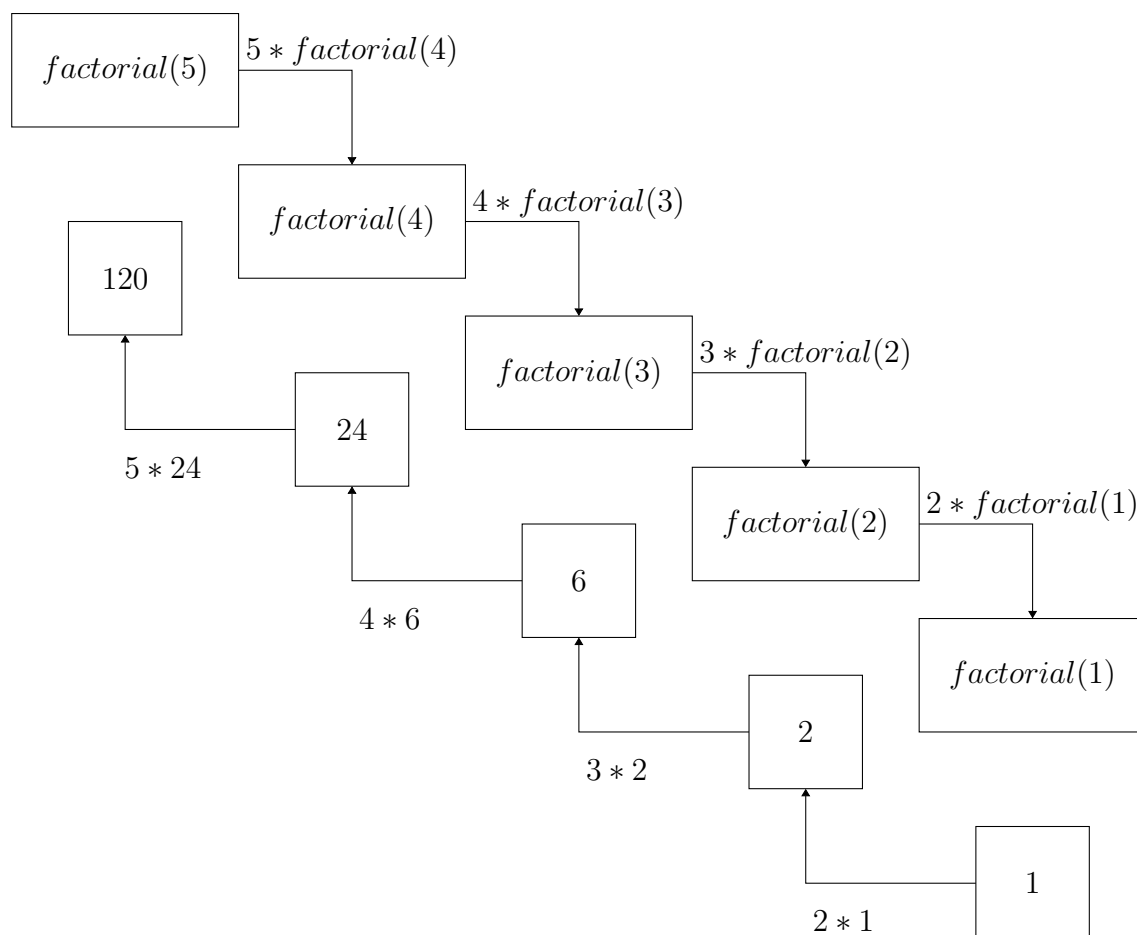 factorial(5)
5 * factorial(4)
factorial(4)
4 * factorial(3)
120
factorial(3)
3 * factorial(2)
24
5 * 24
factorial(2)
2 * factorial(1)
6
4 * 6
factorial(1)
2
3 * 2
1
2 * 1